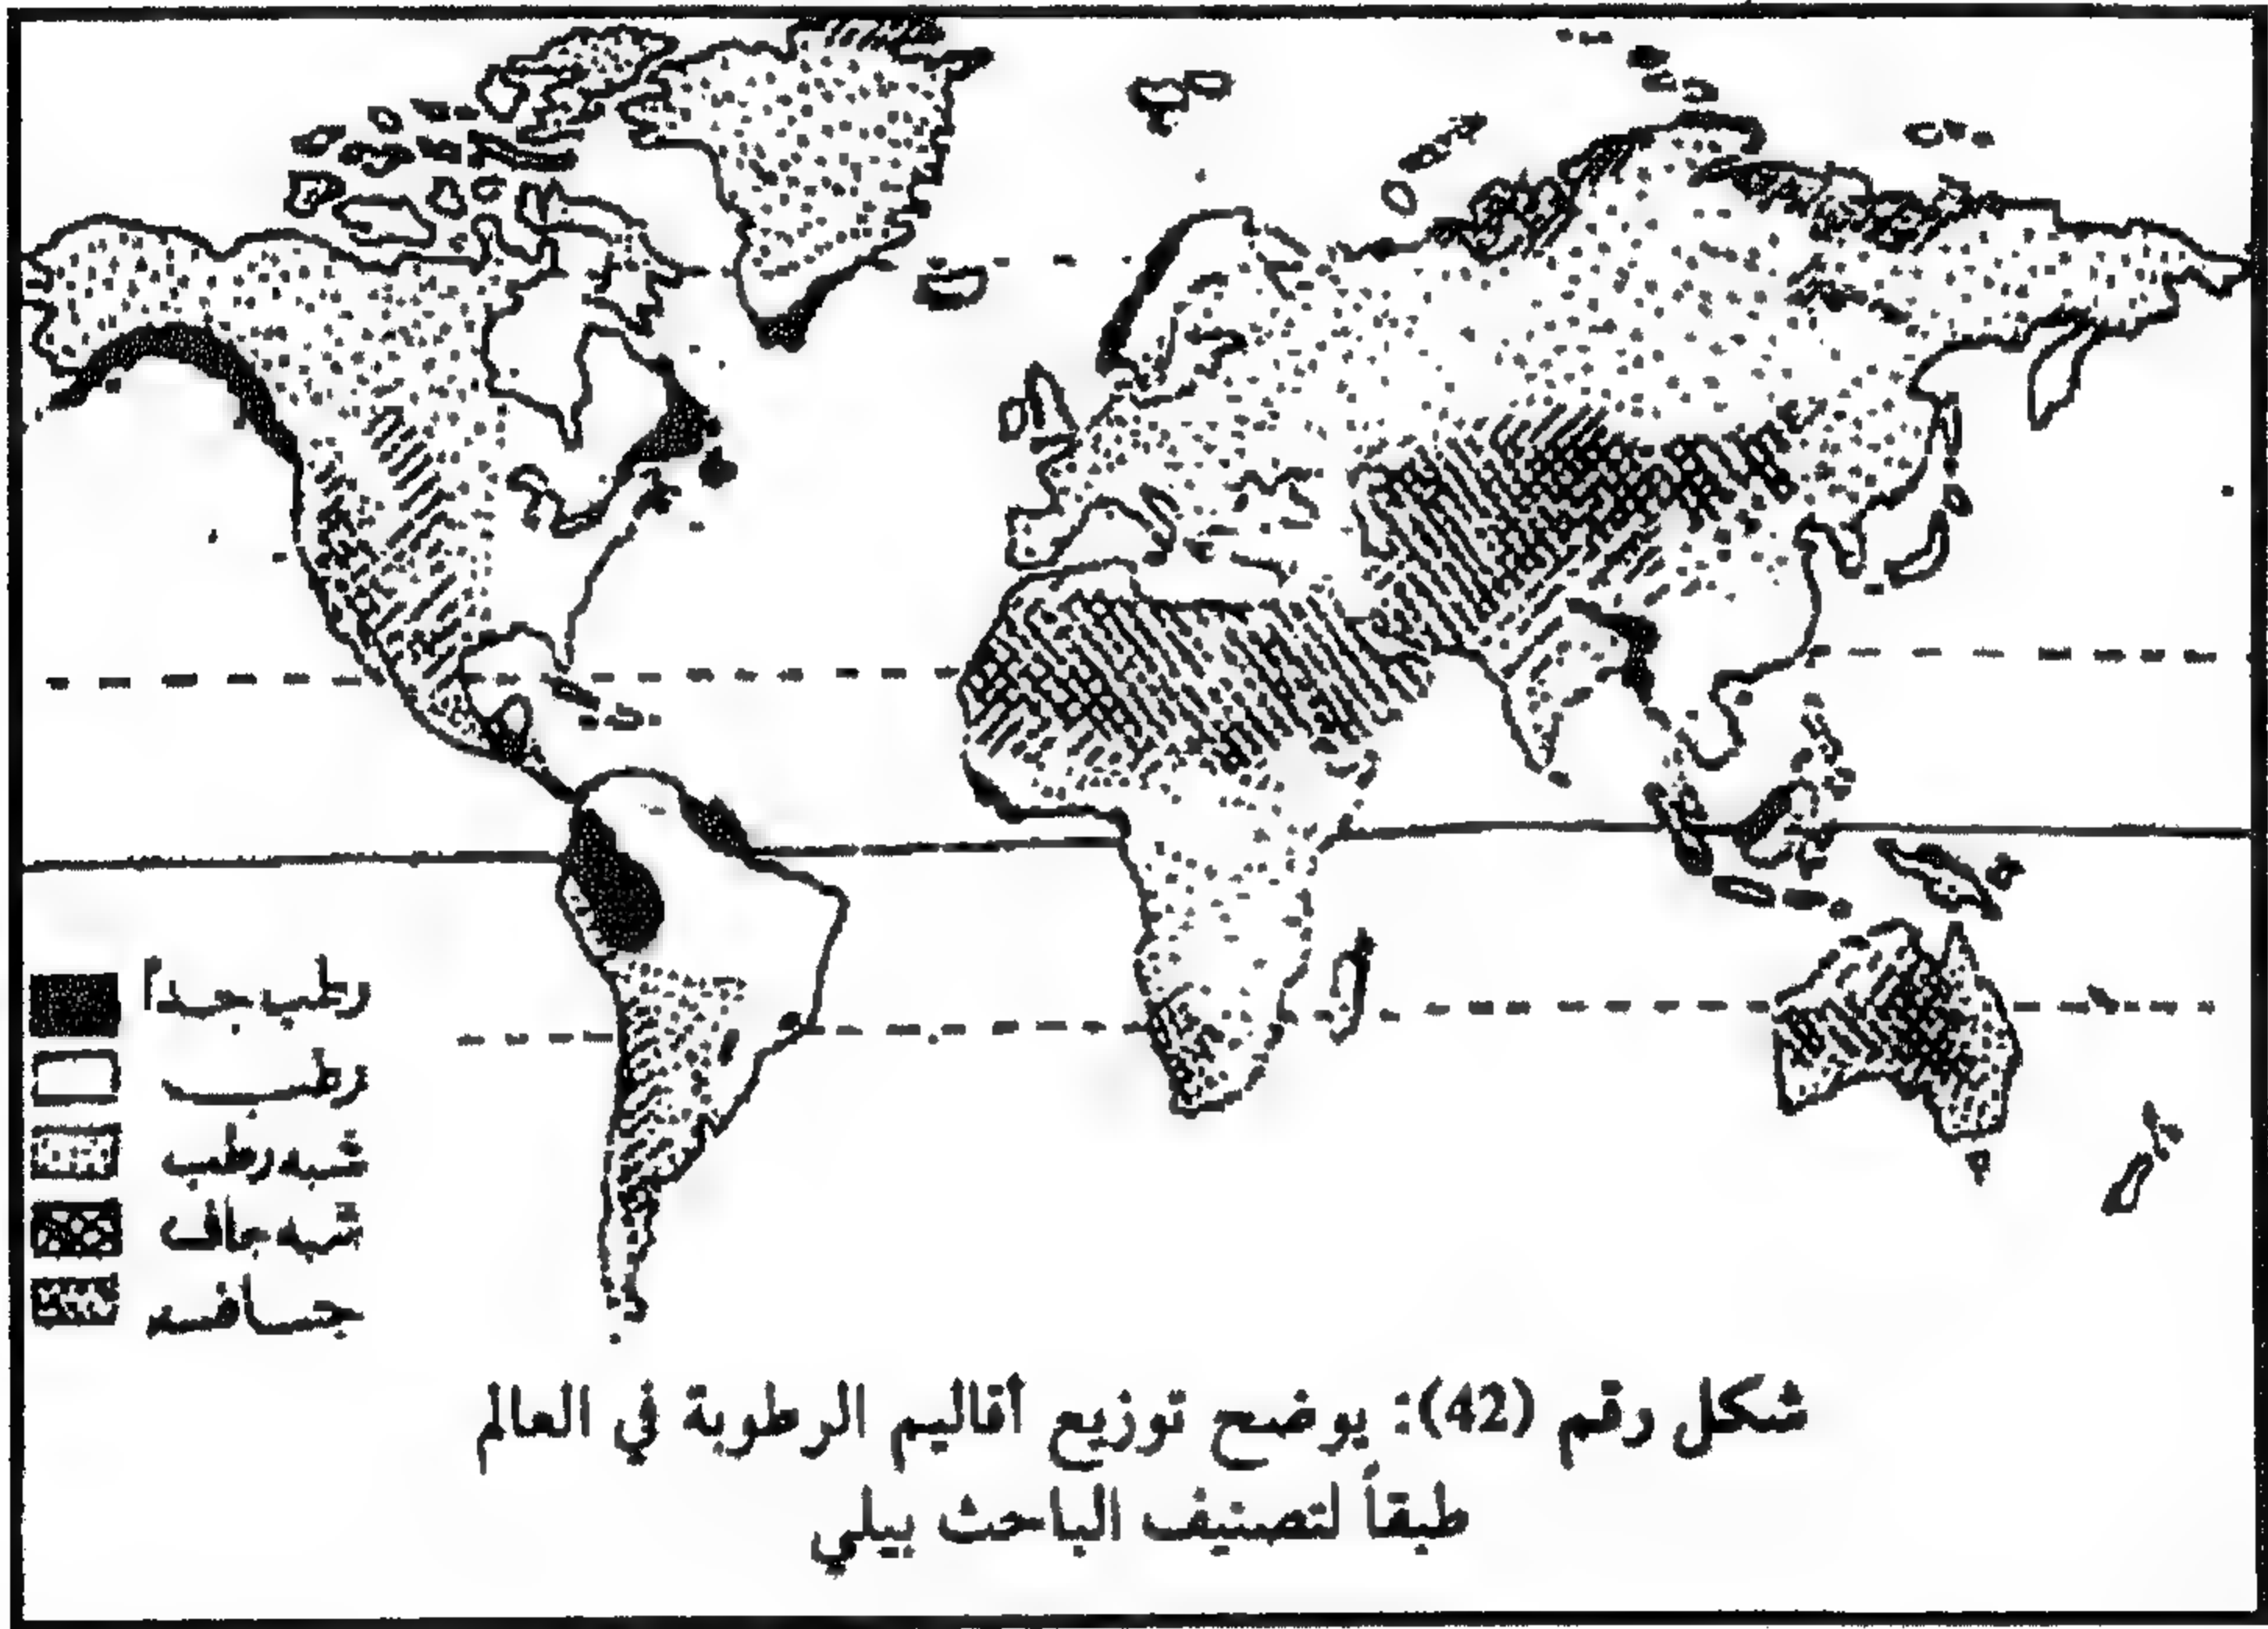 رطب جداً
رطب
شبه رطب
شبه جاف
جاف
شكل رقم (42): يوضح توزيع أقاليم الرطوبة في العالم
طبقاً لتصنيف الباحث بيلي